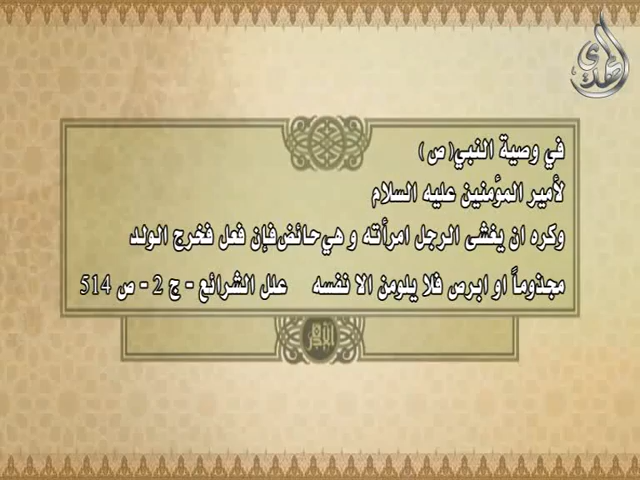 في وصية النبي( ص )
لأمير المؤمنين عليه السلام
وكره ان يغشى الرجل امرأته و هي حائض فإن فعل فخرج الولد
مجذوماً او ابرص فلا يلومن الا نفسه علل الشرائع - ج 2 - ص 514